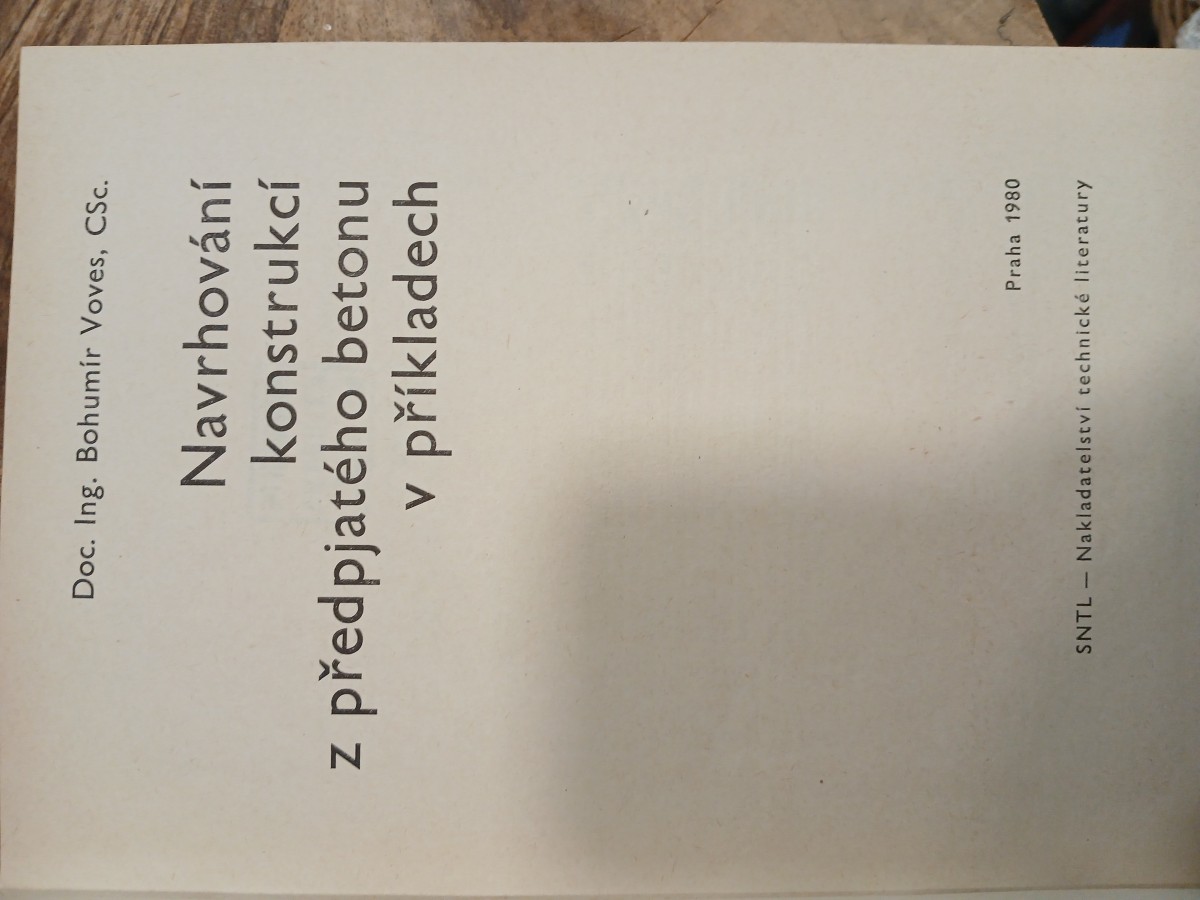 Doc. Ing. Bohumír Voves, CSc.
Navrhování
konstrukcí
z předpjatého betonu
v příkladech
Praha 1980
SNTL — Nakladatelství technické literatury